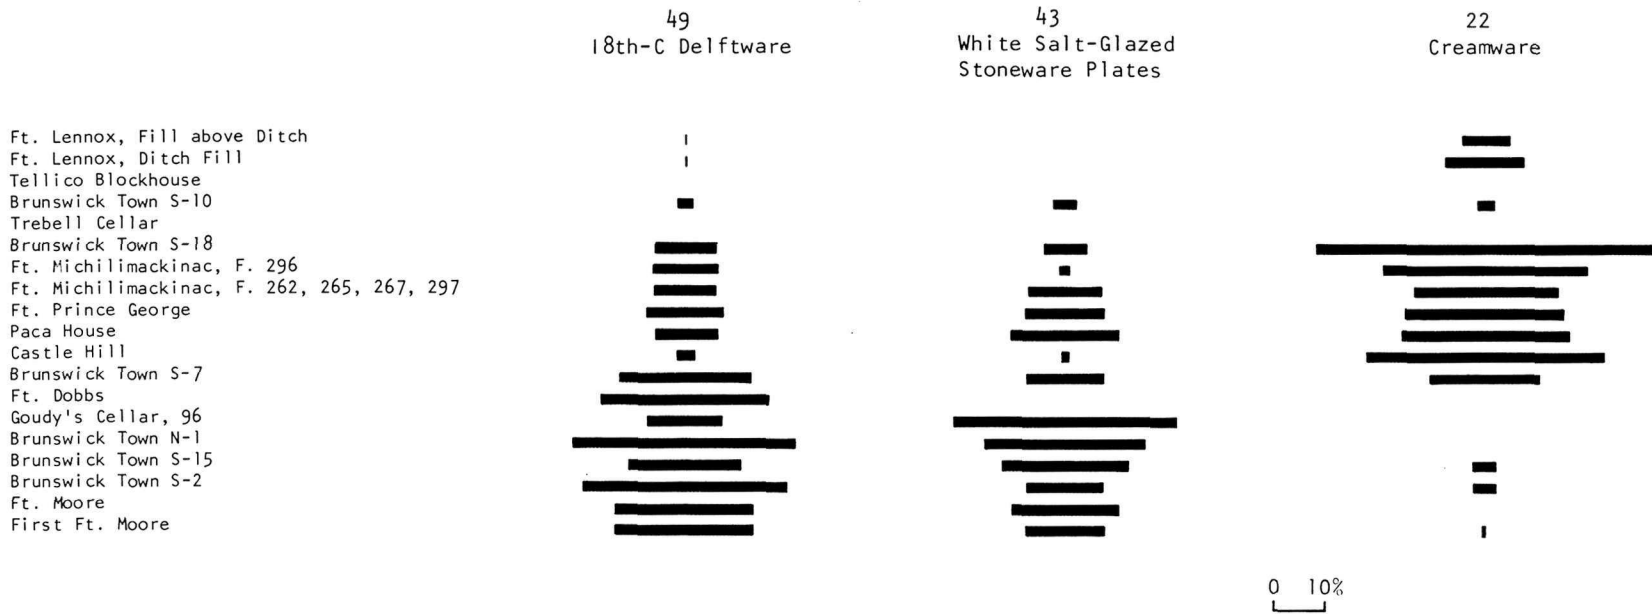 49
18th-C Delftware
43
White Salt-Glazed
Stoneware Plates
22
Creamware
Ft. Lennox, Fill above Ditch
Ft. Lennox, Ditch Fill
Tellico Blockhouse
Brunswick Town S-10
Trebell Cellar
Brunswick Town S-18
Ft. Michilimackinac, F. 296
Ft. Michilimackinac, F. 262, 265, 267, 297
Ft. Prince George
Paca House
Castle Hill
Brunswick Town S-7
Ft. Dobbs
Goudy's Cellar, 96
Brunswick Town N-1
Brunswick Town S-15
Brunswick Town S-2
Ft. Moore
First Ft. Moore
0 10%